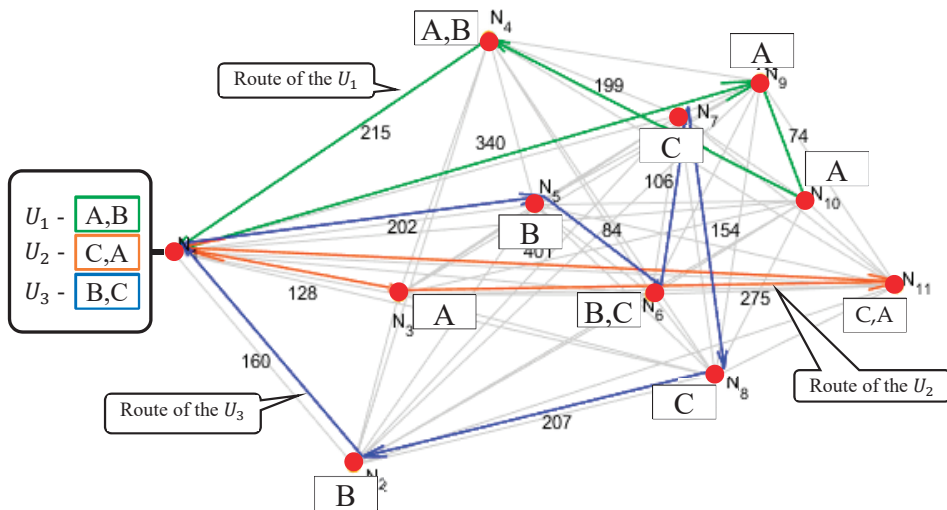 A,B
N4
Route of the U1
199
A
N9
N7
215
C
74
340
106
A
N10
U1 - A,B
U2 - C,A
U3 - B,C
N5
B
202
84
154
401
N
128
N3
A
B,C
N6
275
N11
C,A
160
Route of the U3
C
N8
Route of the U2
207
N2
B